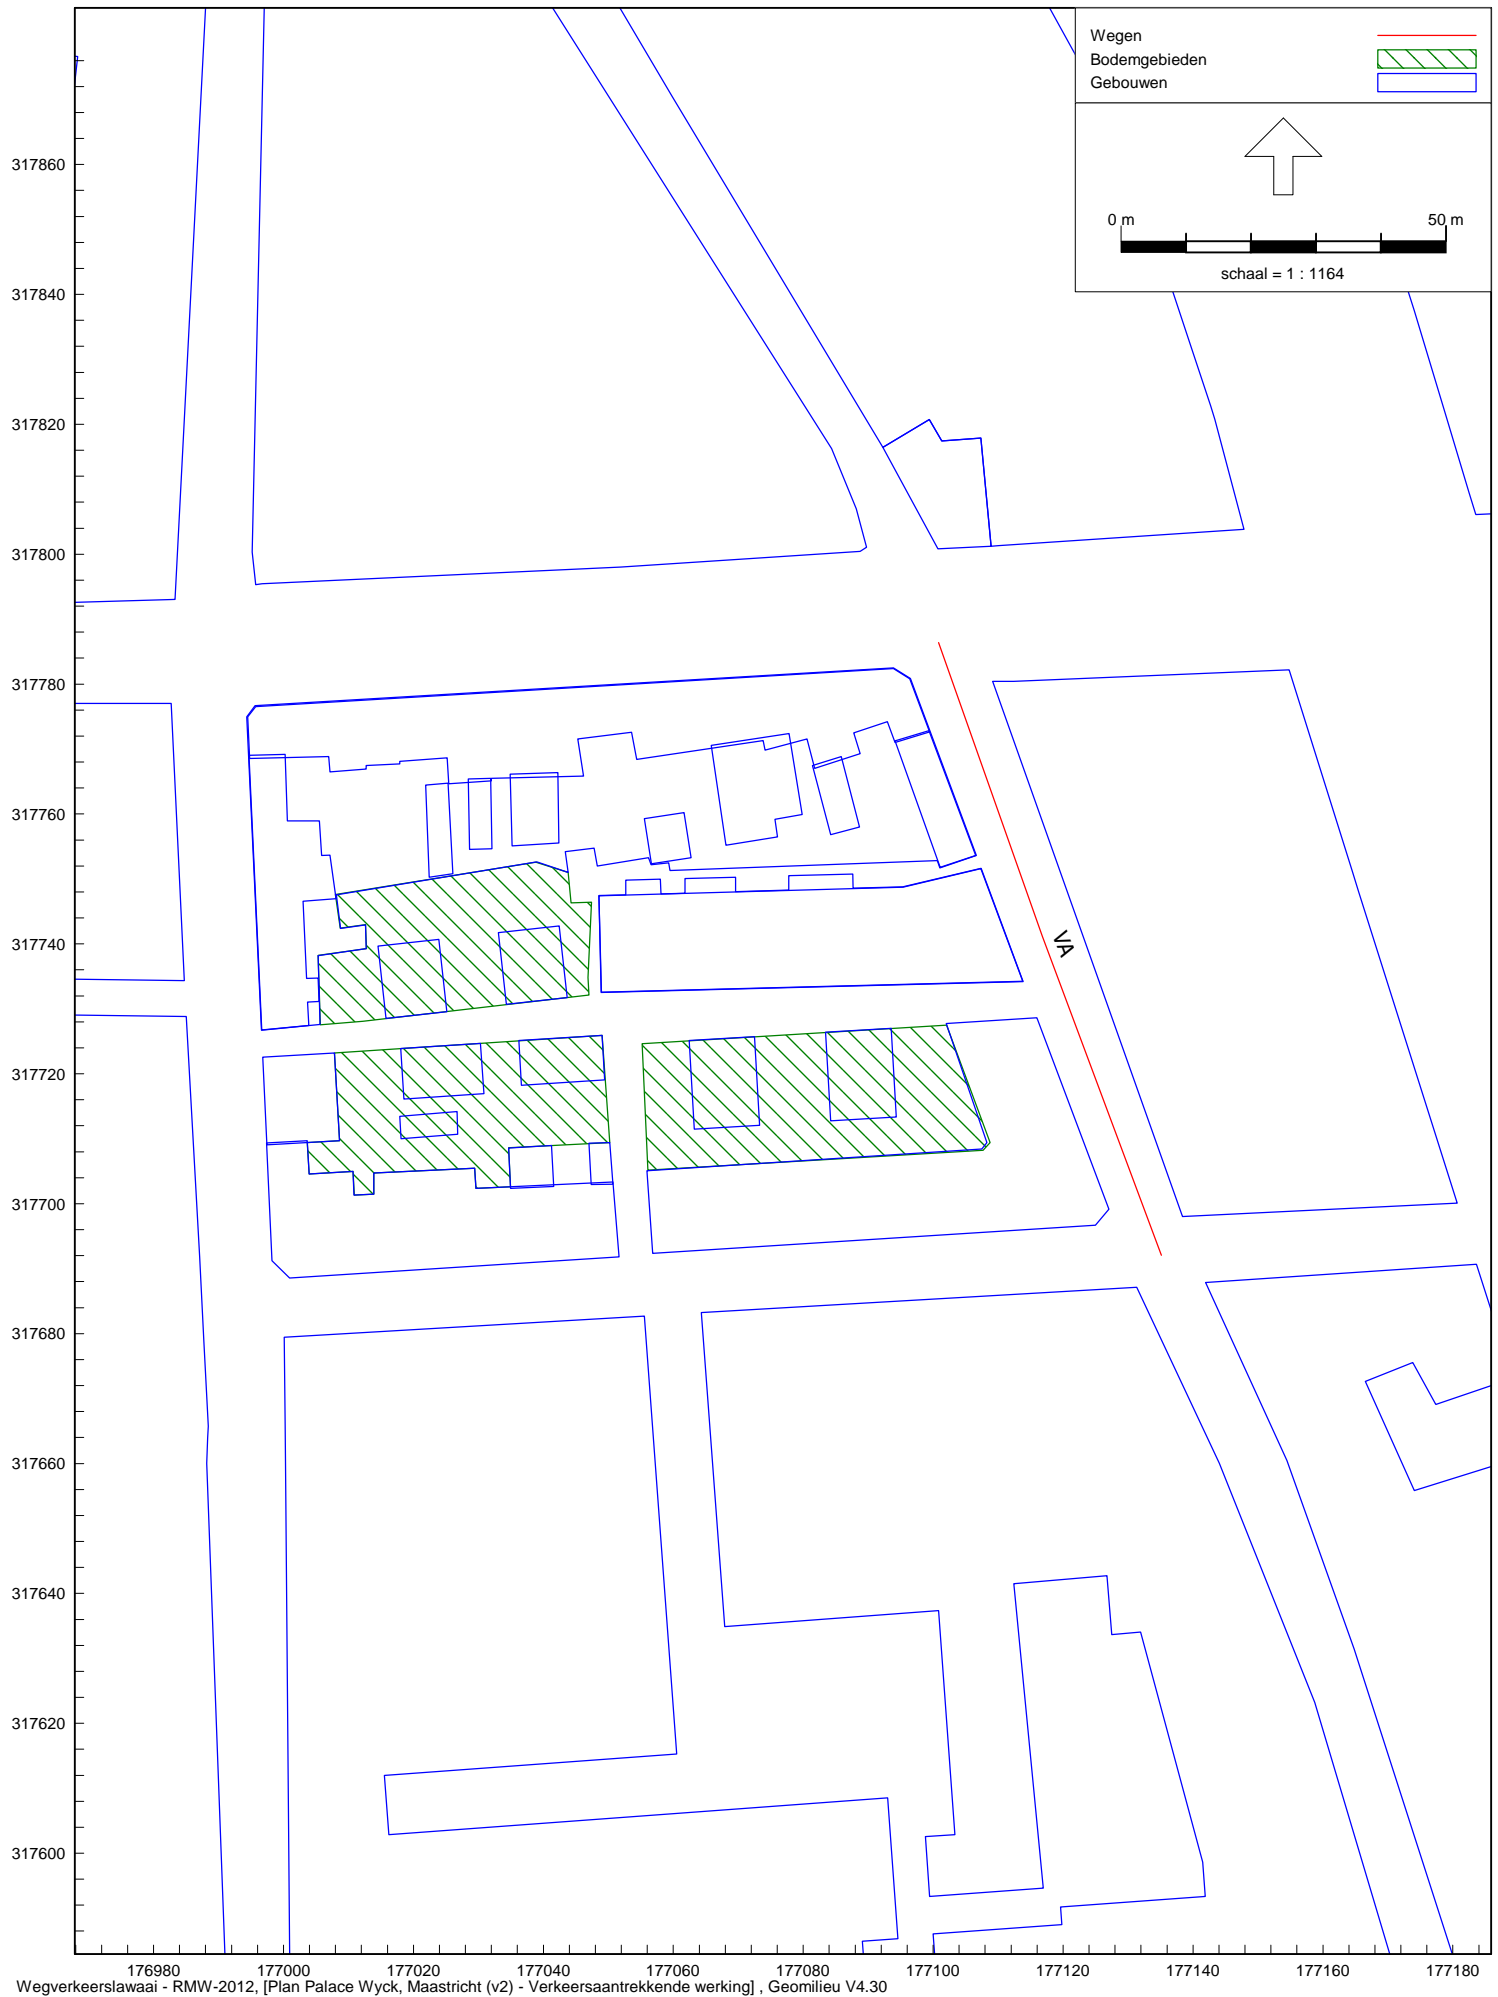 Wegen
Bodemgebieden
Gebouwen
0 m 50 m
schaal = 1 : 1164
317860
317840
317820
317800
317780
317760
317740
VA
317720
317700
317680
317660
317640
317620
317600
176980 177000 177020 177040 177060 177080 177100 177120 177140 177160 177180
Wegverkeerslawaai - RMW-2012, [Plan Palace Wyck, Maastricht (v2) - Verkeersaantrekkende werking] , Geomilieu V4.30